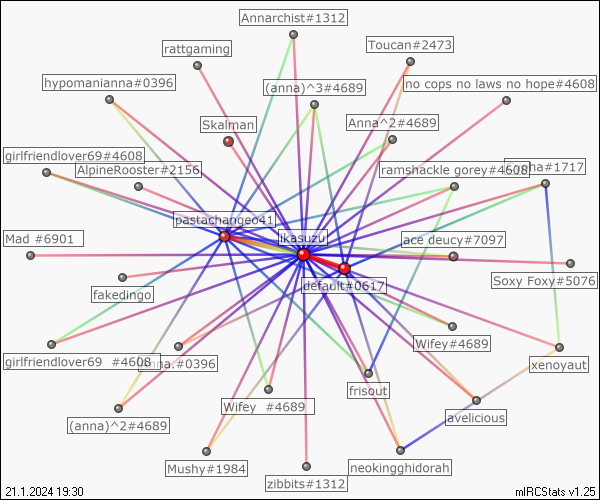 Annarchist#1312
rattgaming
Toucan#2473
hypomanianna#0396
(anna)^3#4689
no cops no laws no hope#4608
Skalman
Anna^2#4689
girlfriendlover69#4608
AlpineRooster#2156
ramshackle gorey#4608
#1717
pastachangeo41
ikasuzu
Mad #6901
ace deucy#7097
fakedingo
default#0617
Soxy Foxy#5076
Wifey#4689
girlfriendlover69 #4608
nna.#0396
xenoyaut
frisout
Wifey #4689
avelicious
(anna)^2#4689
Mushy#1984
neokingghidorah
zibbits#1312
21.1.2024 19:30
mIRCStats v1.25